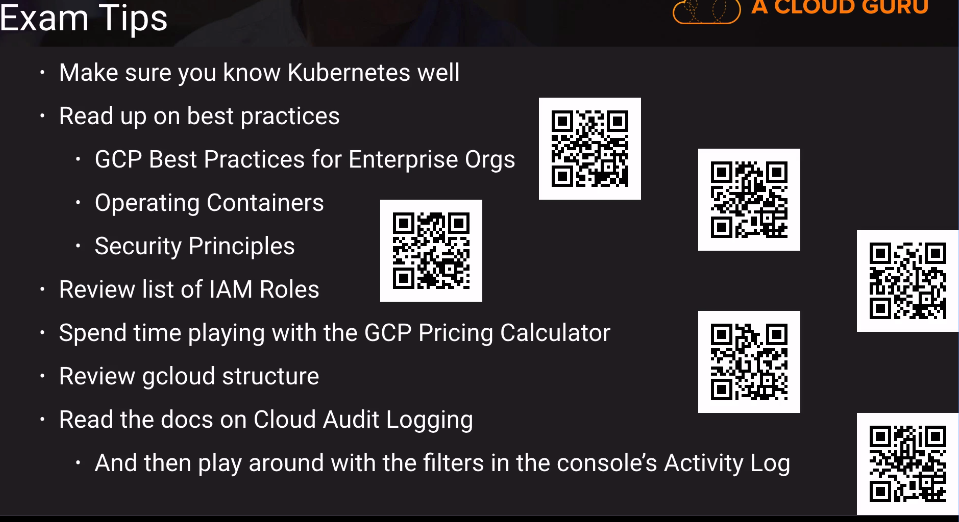 Exam Tips
A CLOUD GURU
· Make sure you know Kubernetes well
· Read up on best practices
· GCP Best Practices for Enterprise Orgs
· Operating Containers
· Security Principles
· Review list of IAM Roles
· Spend time playing with the GCP Pricing Calculator
· Review gcloud structure
· Read the docs on Cloud Audit Logging
· And then play around with the filters in the console’s Activity Log